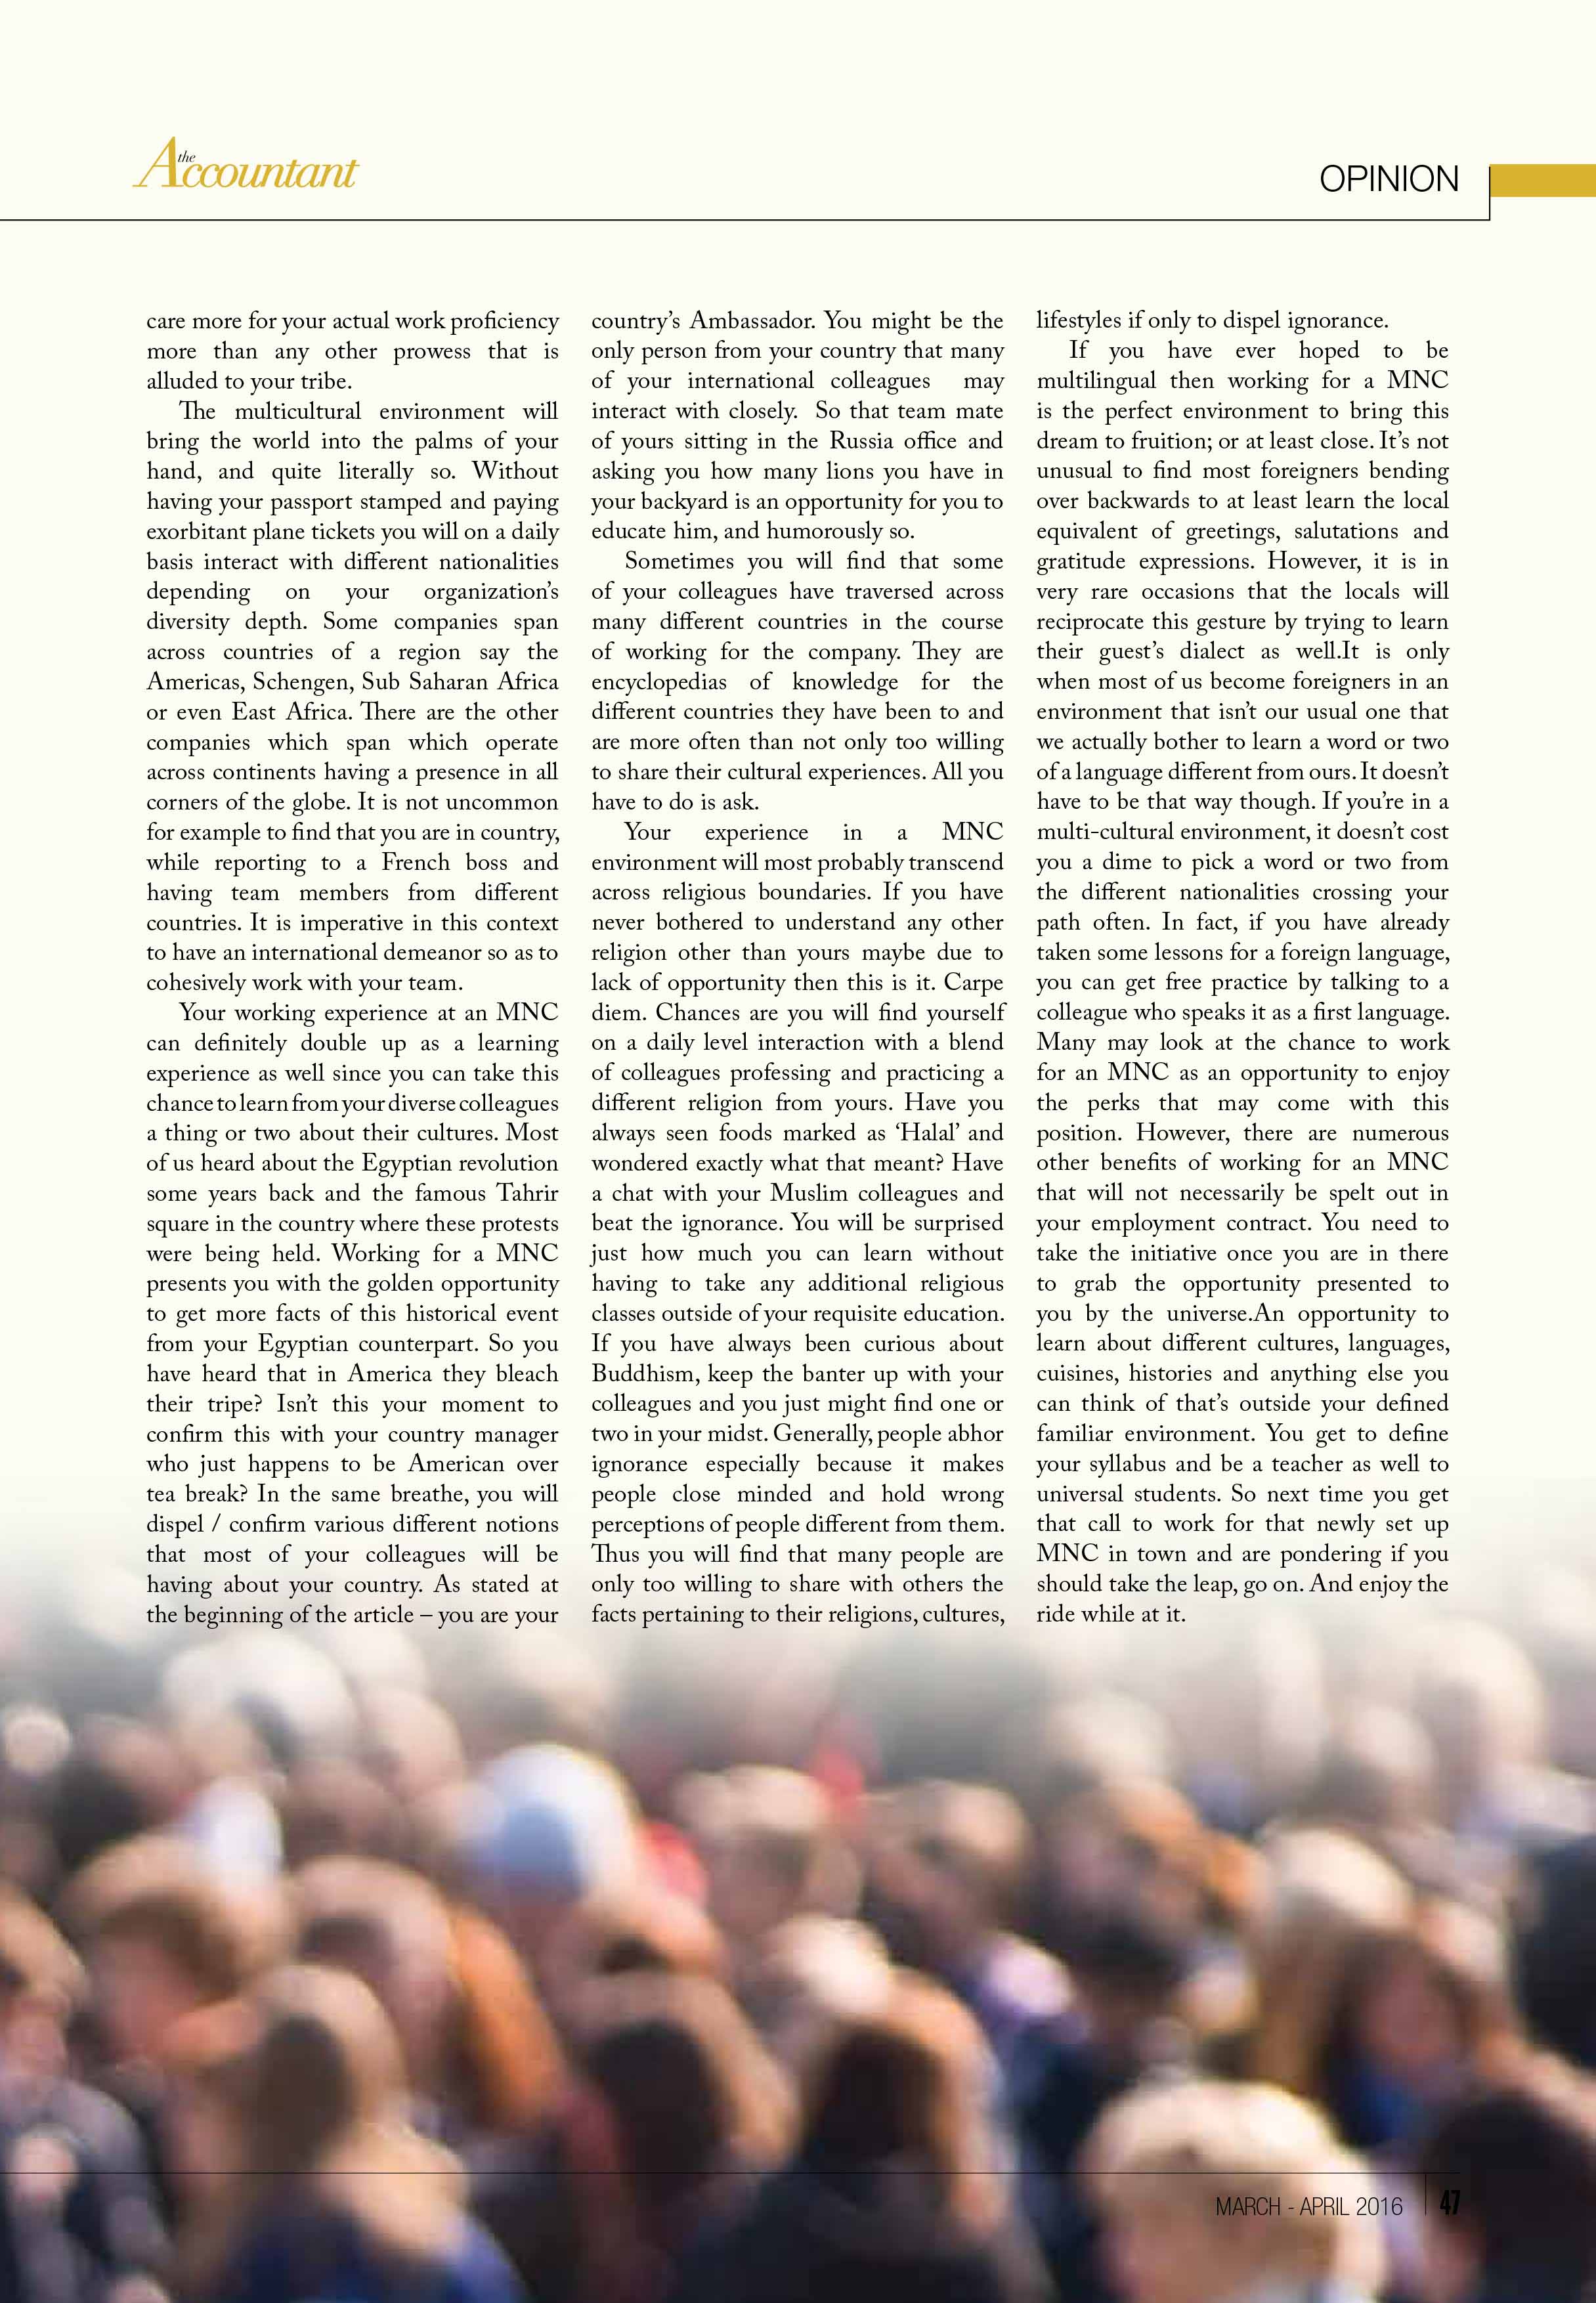 the Accountant
OPINION
care more for your actual work proficiency
more than any other prowess that is
alluded to your tribe.
The multicultural environment will
bring the world into the palms of your
hand, and quite literally so. Without
having your passport stamped and paying
exorbitant plane tickets you will on a daily
basis interact with different nationalities
depending on your organization’s
diversity depth. Some companies span
across countries of a region say the
Americas, Schengen, Sub Saharan Africa
or even East Africa. There are the other
companies which span which operate
across continents having a presence in all
corners of the globe. It is not uncommon
for example to find that you are in country,
while reporting to a French boss and
having team members from different
countries. It is imperative in this context
to have an international demeanor so as to
cohesively work with your team.
Your working experience at an MNC
can definitely double up as a learning
experience as well since you can take this
chance to learn from your diverse colleagues
a thing or two about their cultures. Most
of us heard about the Egyptian revolution
some years back and the famous Tahrir
square in the country where these protests
were being held. Working for a MNC
presents you with the golden opportunity
to get more facts of this historical event
from your Egyptian counterpart. So you
have heard that in America they bleach
their tripe? Isn’t this your moment to
confirm this with your country manager
who just happens to be American over
tea break? In the same breathe, you will
dispel / confirm various different notions
that most of your colleagues will be
having about your country. As stated at
the beginning of the article – you are your
country’s Ambassador. You might be the
only person from your country that many
of your international colleagues may
interact with closely. So that team mate
of yours sitting in the Russia office and
asking you how many lions you have in
your backyard is an opportunity for you to
educate him, and humorously so.
Sometimes you will find that some
of your colleagues have traversed across
many different countries in the course
of working for the company. They are
encyclopedias of knowledge for the
different countries they have been to and
are more often than not only too willing
to share their cultural experiences. All you
have to do is ask.
Your experience in a MNC
environment will most probably transcend
across religious boundaries. If you have
never bothered to understand any other
religion other than yours maybe due to
lack of opportunity then this is it. Carpe
diem. Chances are you will find yourself
on a daily level interaction with a blend
of colleagues professing and practicing a
different religion from yours. Have you
always seen foods marked as ‘Halal’ and
wondered exactly what that meant? Have
a chat with your Muslim colleagues and
beat the ignorance. You will be surprised
just how much you can learn without
having to take any additional religious
classes outside of your requisite education.
If you have always been curious about
Buddhism, keep the banter up with your
colleagues and you just might find one or
two in your midst. Generally, people abhor
ignorance especially because it makes
people close minded and hold wrong
perceptions of people different from them.
Thus you will find that many people are
only too willing to share with others the
facts pertaining to their religions, cultures,
lifestyles if only to dispel ignorance.
If you have ever hoped to be
multilingual then working for a MNC
is the perfect environment to bring this
dream to fruition; or at least close. It’s not
unusual to find most foreigners bending
over backwards to at least learn the local
equivalent of greetings, salutations and
gratitude expressions. However, it is in
very rare occasions that the locals will
reciprocate this gesture by trying to learn
their guest’s dialect as well.It is only
when most of us become foreigners in an
environment that isn’t our usual one that
we actually bother to learn a word or two
of a language different from ours. It doesn’t
have to be that way though. If you’re in a
multi-cultural environment, it doesn’t cost
you a dime to pick a word or two from
the different nationalities crossing your
path often. In fact, if you have already
taken some lessons for a foreign language,
you can get free practice by talking to a
colleague who speaks it as a first language.
Many may look at the chance to work
for an MNC as an opportunity to enjoy
the perks that may come with this
position. However, there are numerous
other benefits of working for an MNC
that will not necessarily be spelt out in
your employment contract. You need to
take the initiative once you are in there
to grab the opportunity presented to
you by the universe.An opportunity to
learn about different cultures, languages,
cuisines, histories and anything else you
can think of that’s outside your defined
familiar environment. You get to define
your syllabus and be a teacher as well to
universal students. So next time you get
that call to work for that newly set up
MNC in town and are pondering if you
should take the leap, go on. And enjoy the
ride while at it.
MARCH - APRIL 2016 47